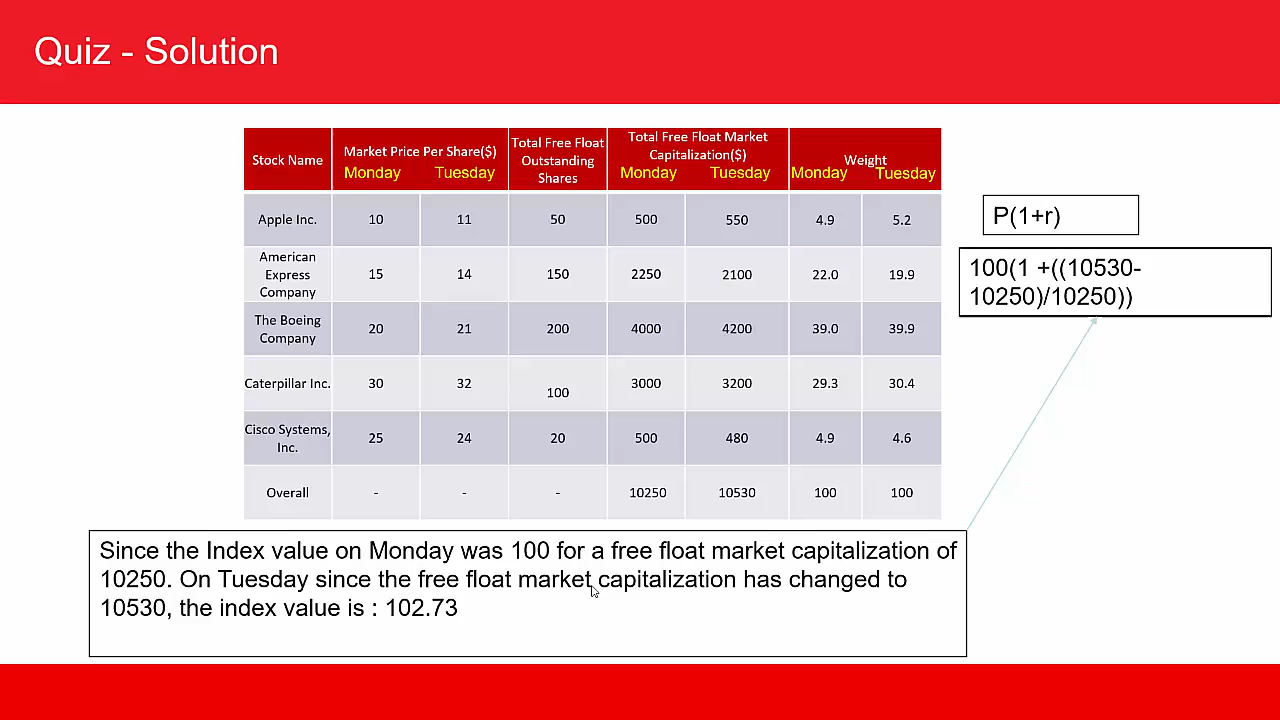 Quiz - Solution
Stock Name Market Price Per Share($) Total Free Float Outstanding Shares Total Free Float Market Capitalization($) Weight
Monday Tuesday Monday Tuesday Monday Tuesday
Apple Inc. 10 11 50 500 550 4.9 5.2
American Express Company 15 14 150 2250 2100 22.0 19.9
The Boeing Company 20 21 200 4000 4200 39.0 39.9
Caterpillar Inc. 30 32 100 3000 3200 29.3 30.4
Cisco Systems, Inc. 25 24 20 500 480 4.9 4.6
Overall - - - 10250 10530 100 100
P(1+r)
100(1 +((10530-
10250)/10250))
Since the Index value on Monday was 100 for a free float market capitalization of
10250. On Tuesday since the free float market capitalization has changed to
10530, the index value is : 102.73